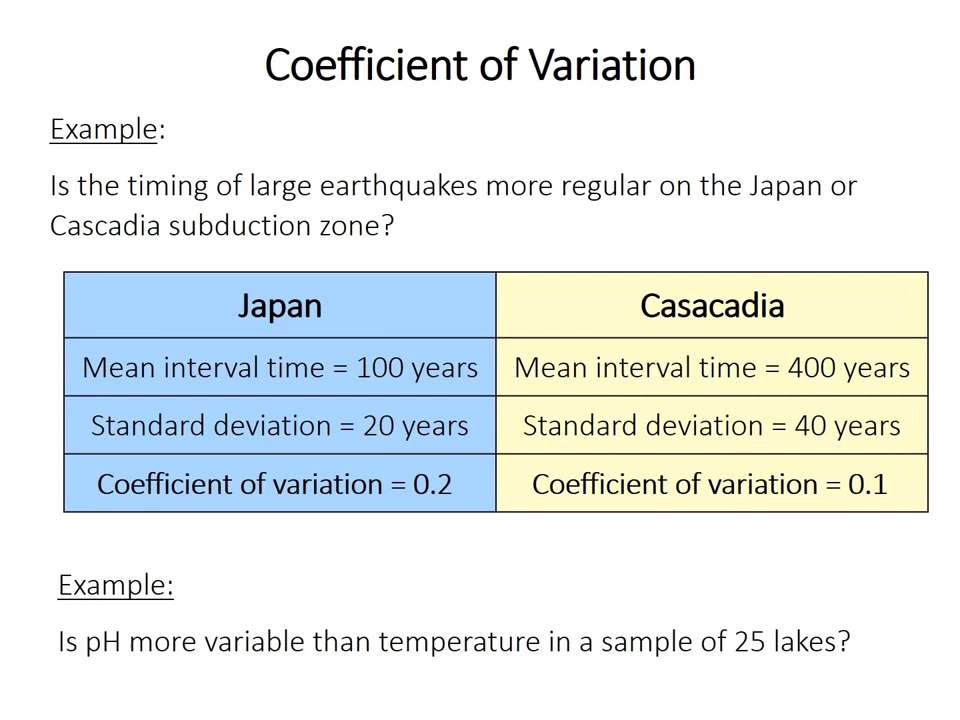 Coefficient of Variation
Example:
Is the timing of large earthquakes more regular on the Japan or
Cascadia subduction zone?
Japan
Casacadia
Mean interval time = 100 years
Mean interval time = 400 years
Standard deviation = 20 years
Standard deviation = 40 years
Coefficient of variation = 0.2
Coefficient of variation = 0.1
Example:
Is pH more variable than temperature in a sample of 25 lakes?